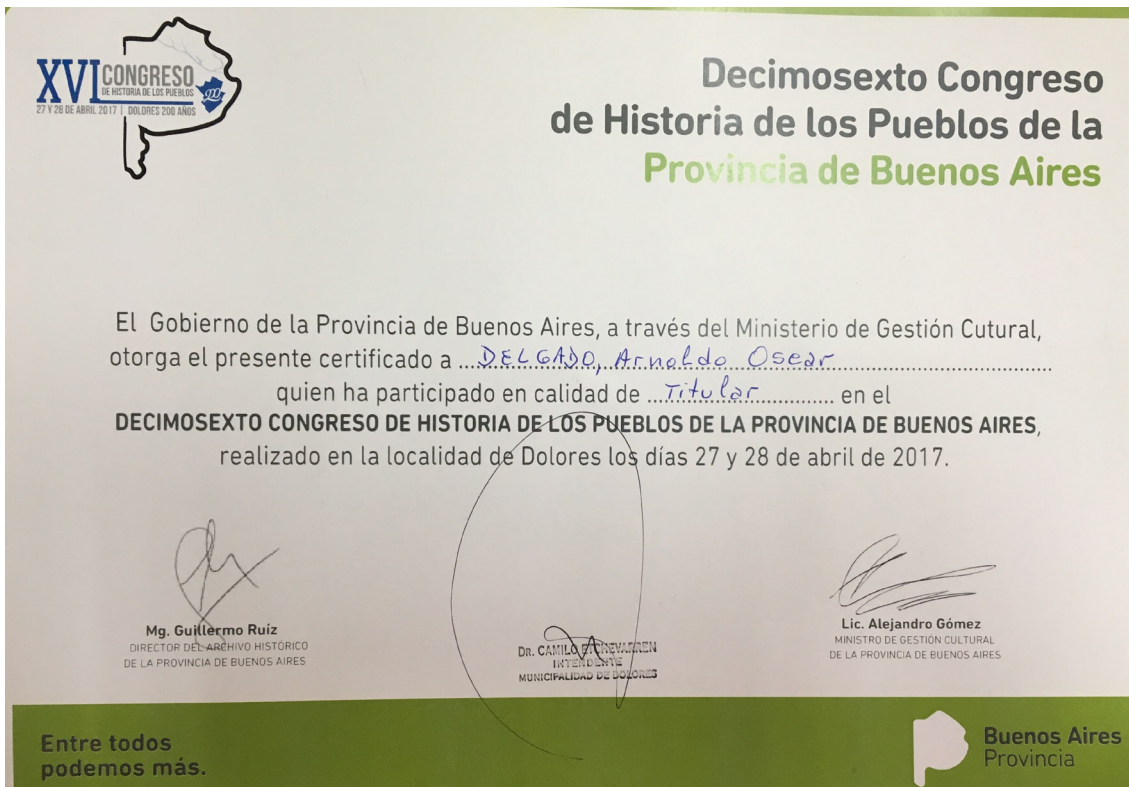 XVI CONGRESO
DE HISTORIA DE LOS PUEBLOS
27 Y 28 DE ABRIL 2017 | DOLORES 200 AÑOS
Decimosexto Congreso
de Historia de los Pueblos de la
Provincia de Buenos Aires
El Gobierno de la Provincia de Buenos Aires, a través del Ministerio de Gestión Cutural,
otorga el presente certificado a DELGADO, Arnoldo Oscar
quien ha participado en calidad de Titular en el
DECIMOSEXTO CONGRESO DE HISTORIA DE LOS PUEBLOS DE LA PROVINCIA DE BUENOS AIRES,
realizado en la localidad de Dolores los días 27 y 28 de abril de 2017.
Mg. Guillermo Ruíz
DIRECTOR DEL ARCHIVO HISTÓRICO
DE LA PROVINCIA DE BUENOS AIRES
DR. CAMILO ETCHEVARREN
INTENDENTE
MUNICIPALIDAD DE DOLORES
Lic. Alejandro Gómez
MINISTRO DE GESTIÓN CULTURAL
DE LA PROVINCIA DE BUENOS AIRES
Entre todos
podemos más.
Buenos Aires
Provincia